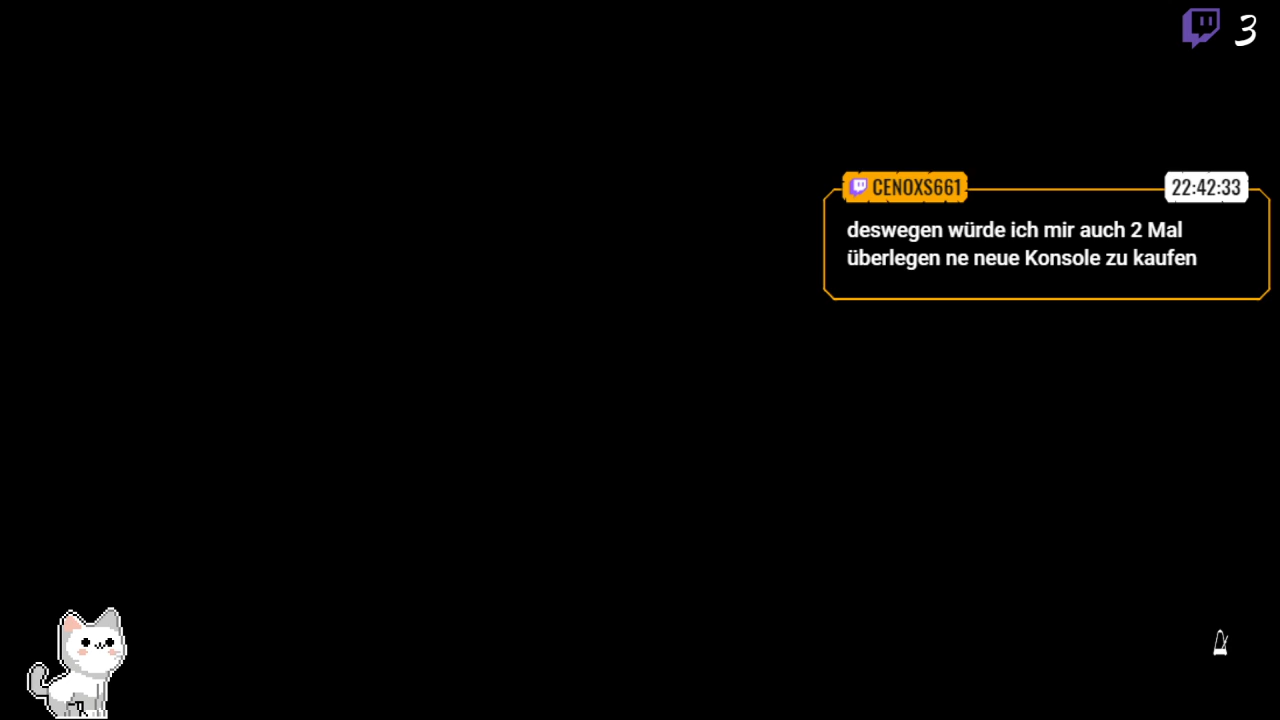 3
CENOXS661
22:42:33
deswegen würde ich mir auch 2 Mal
überlegen ne neue Konsole zu kaufen